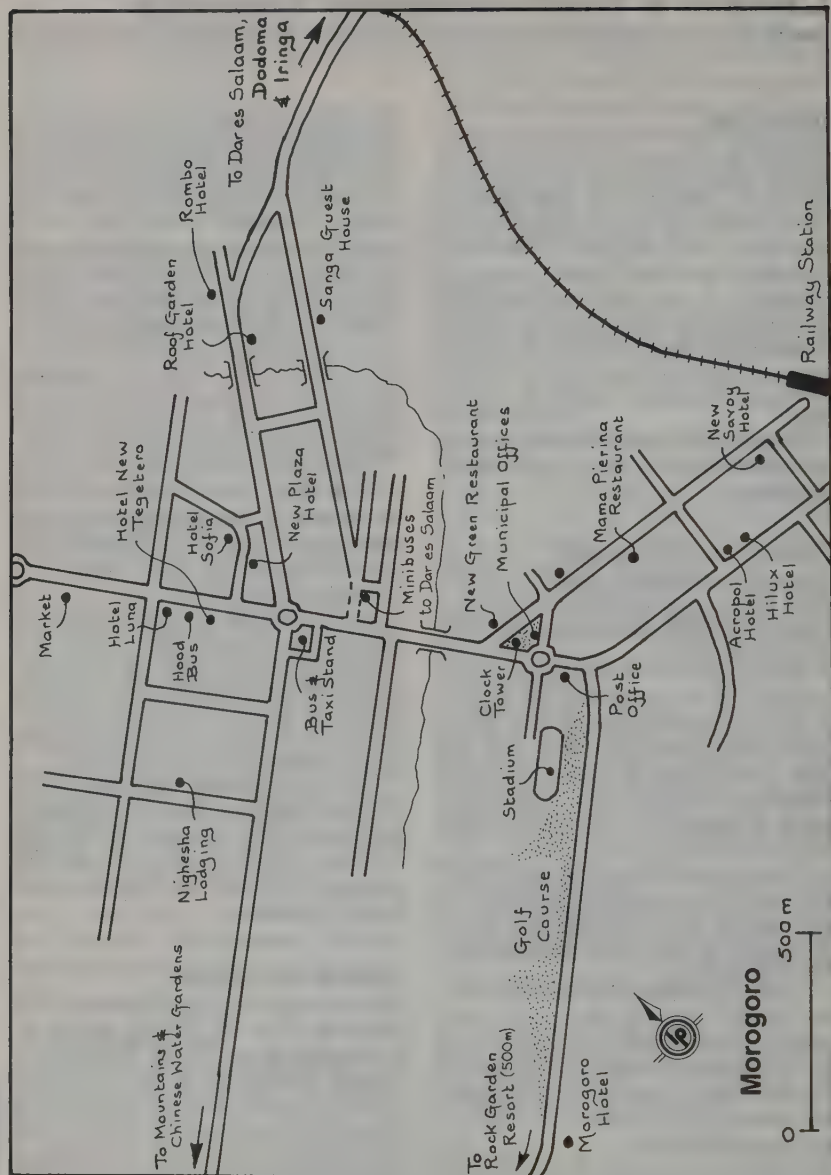 To Dar es Salaam,
Dodoma
& Iringa
Rombo
Hotel
Roof Garden
Hotel
Sanga Guest
House
Railway Station
Hotel New
Tegetero
Hotel
Sofia
New Plaza
Hotel
Market
Hotel
Luna
Hood
Bus
Bus &
Taxi Stand
Minibuses
to Dar es Salaam
New Green Restaurant
Municipal Offices
Mama Pierina
Restaurant
New
Savoy
Hotel
Acropol
Hotel
Hilux
Hotel
Clock
Tower
Post
Office
Stadium
Nighesha
Lodging
Golf
Course
To Mountains &
Chinese Water Gardens
To
Rock Garden
Resort (500m)
Morogoro
Hotel
lp
Morogoro
0 500 m